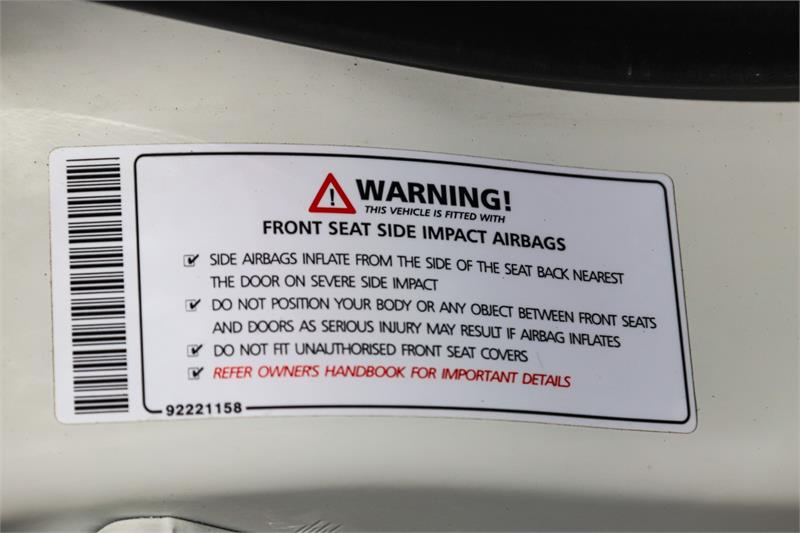 WARNING!
THIS VEHICLE IS FITTED WITH
FRONT SEAT SIDE IMPACT AIRBAGS
SIDE AIRBAGS INFLATE FROM THE SIDE OF THE SEAT BACK NEAREST
THE DOOR ON SEVERE SIDE IMPACT
DO NOT POSITION YOUR BODY OR ANY OBJECT BETWEEN FRONT SEATS
AND DOORS AS SERIOUS INJURY MAY RESULT IF AIRBAG INFLATES
DO NOT FIT UNAUTHORISED FRONT SEAT COVERS
REFER OWNER'S HANDBOOK FOR IMPORTANT DETAILS
92221158